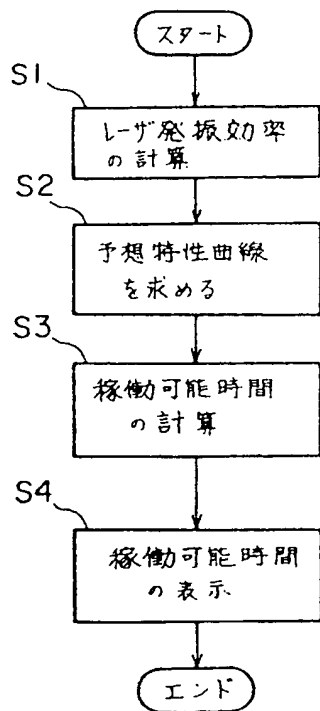 スタート
S1
レーザ発振効率
の計算
S2
予想特性曲線
を求める
S3
稼働可能時間
の計算
S4
稼働可能時間
の表示
エンド